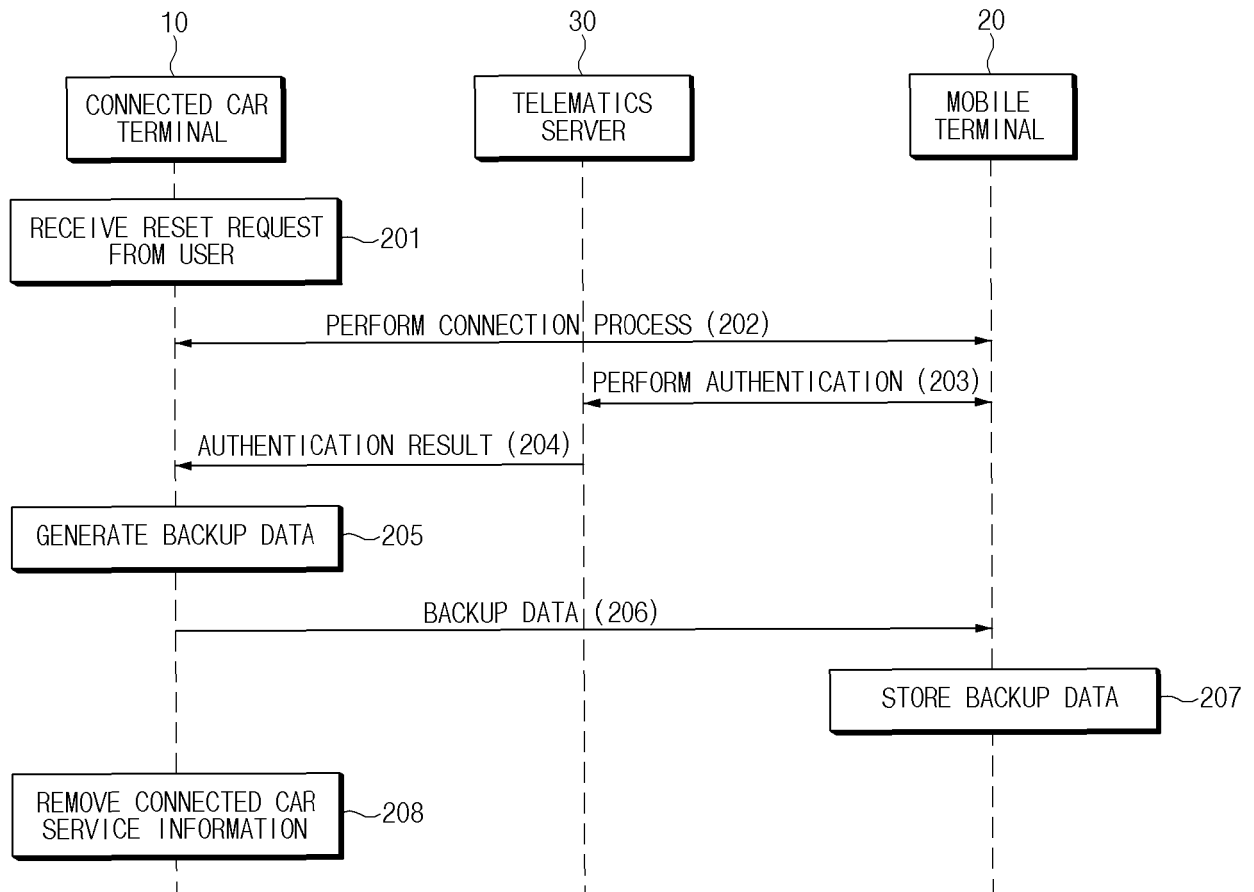 10
30
20
CONNECTED CAR
TERMINAL
TELEMATICS
SERVER
MOBILE
TERMINAL
RECEIVE RESET REQUEST
FROM USER
201
PERFORM CONNECTION PROCESS (202)
PERFORM AUTHENTICATION (203)
AUTHENTICATION RESULT (204)
GENERATE BACKUP DATA
205
BACKUP DATA (206)
STORE BACKUP DATA
207
REMOVE CONNECTED CAR
SERVICE INFORMATION
208